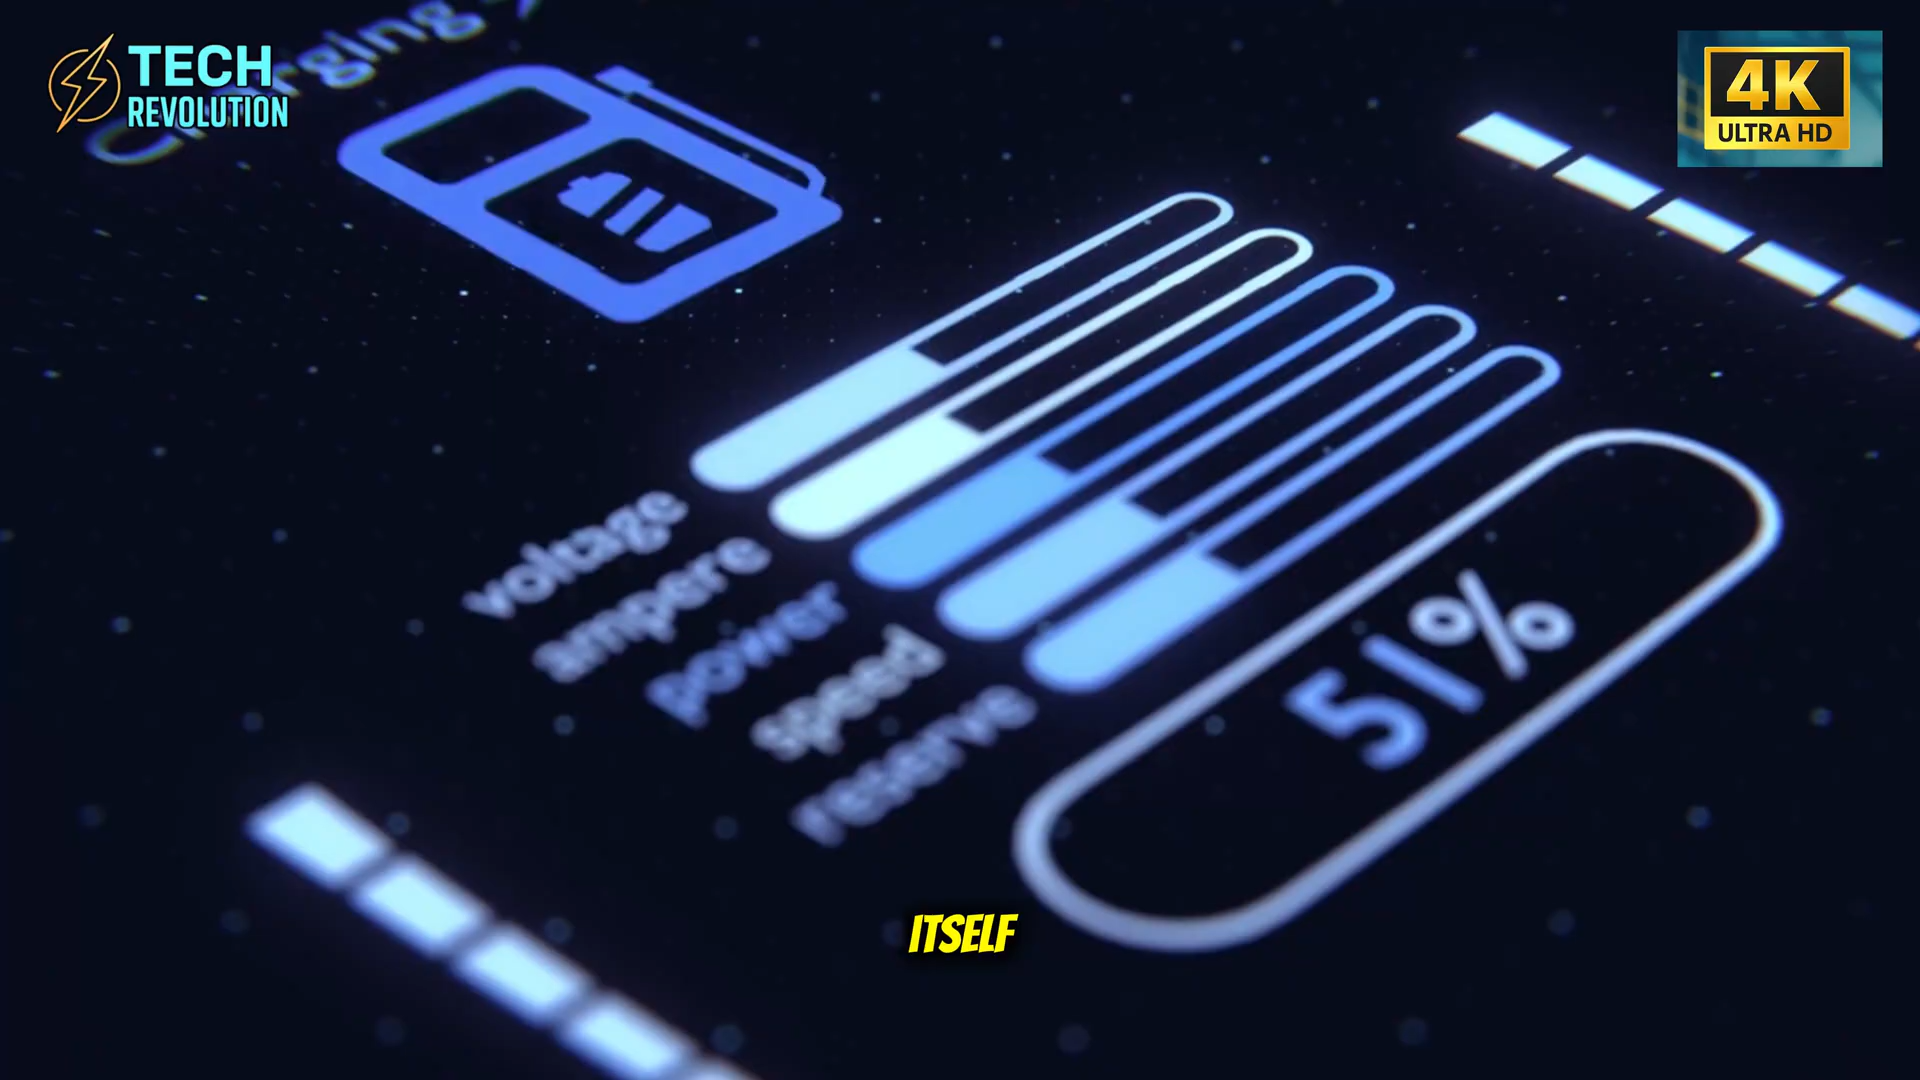 Charging
TECH
REVOLUTION
4K
ULTRA HD
voltage
ampere
power
speed
reserve
51%
ITSELF